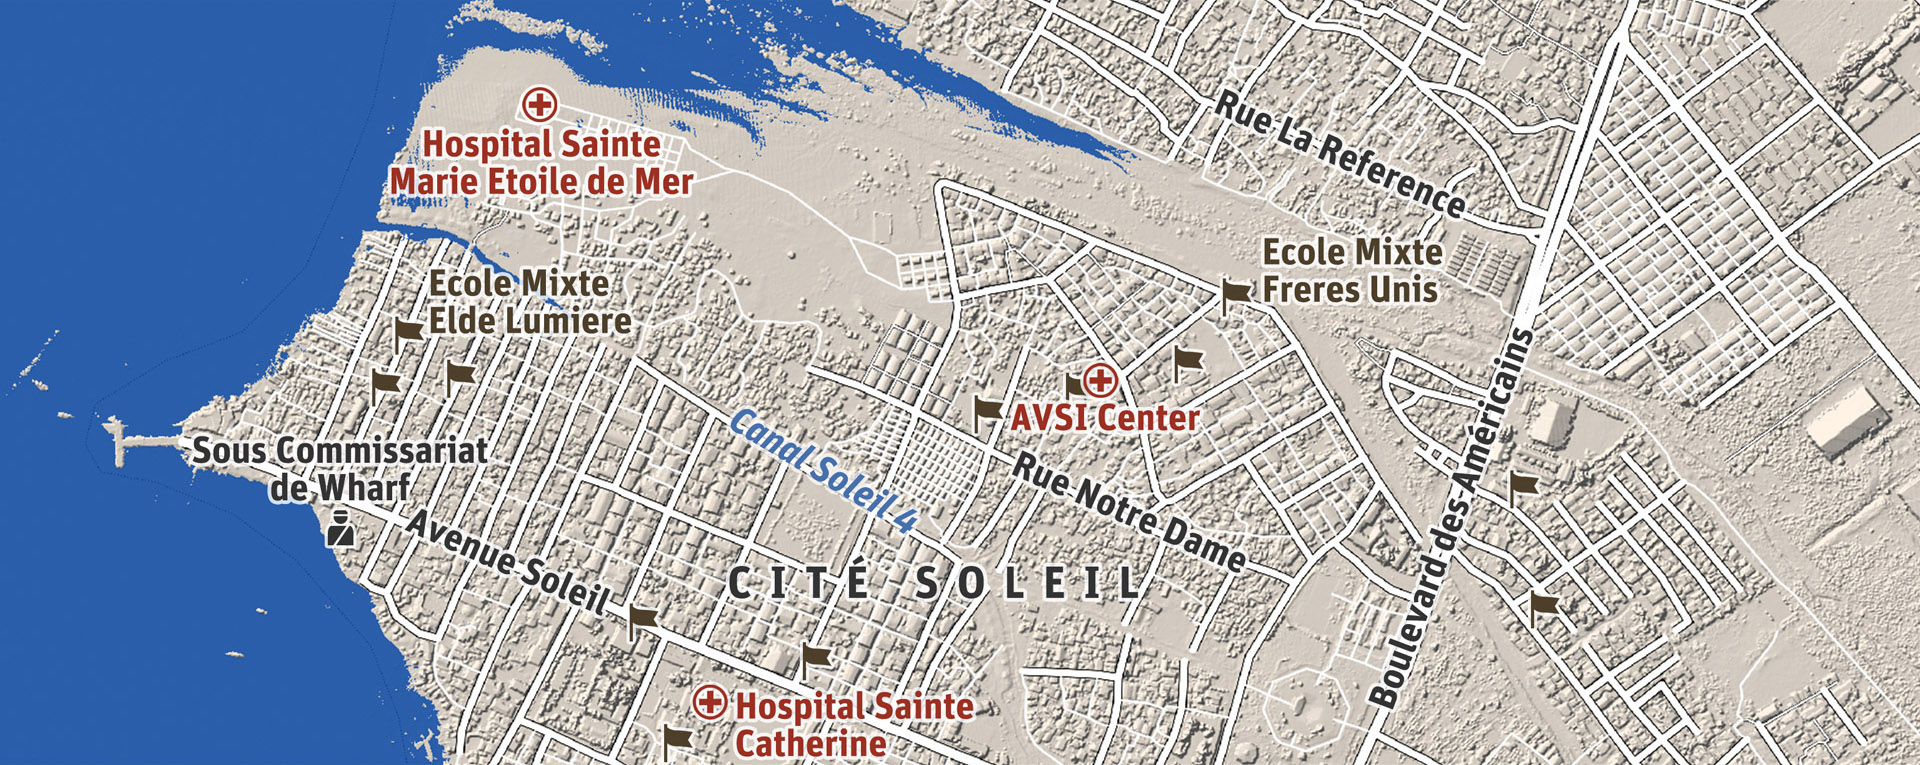 Rue La Reference
Hospital Sainte
Marie Etoile de Mer
Ecole Mixte
Freres Unis
Ecole Mixte
Elde Lumiere
AVSI Center
Boulevard des Américains
Canal Soleil 4
Sous Commissariat
de Wharf
Rue Notre Dame
Avenue Soleil
CITÉ SOLEIL
Hospital Sainte
Catherine